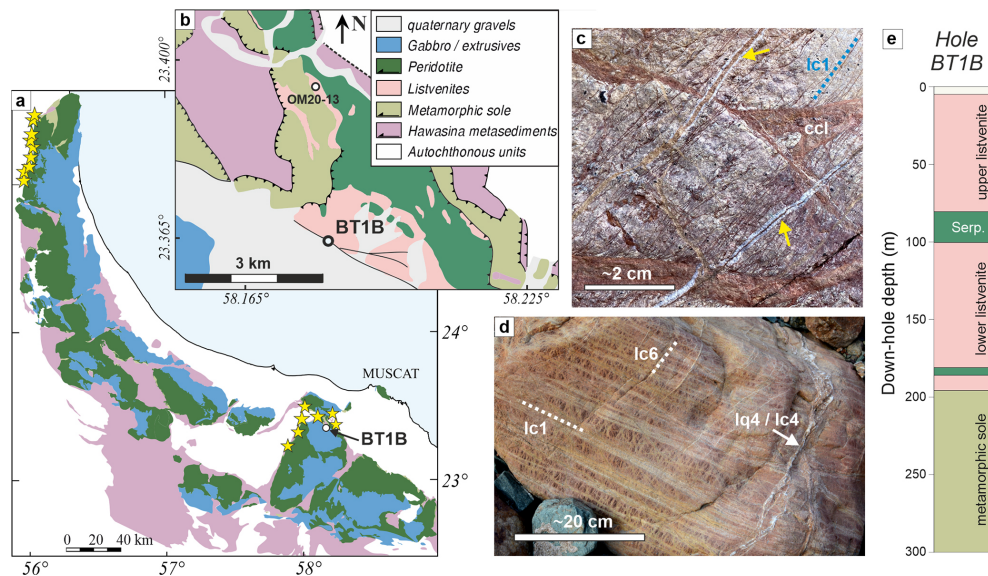 a
24°
MUSCAT
BT1B
23°
0 20 40 km
56°
57°
58°
b
N
23.400
OM20-13
23.365
BT1B
3 km
58.165
58.225
quaternary gravels
Gabbro / extrusives
Peridotite
Listvenites
Metamorphic sole
Hawasina metasediments
Autochthonous units
c
lc1
ccl
~2 cm
d
lc6
lc1
lq4 / lc4
~20 cm
e
Hole
BT1B
Down-hole depth (m)
0
50
100
150
200
250
300
upper listvenite
Serp.
lower listvenite
metamorphic sole